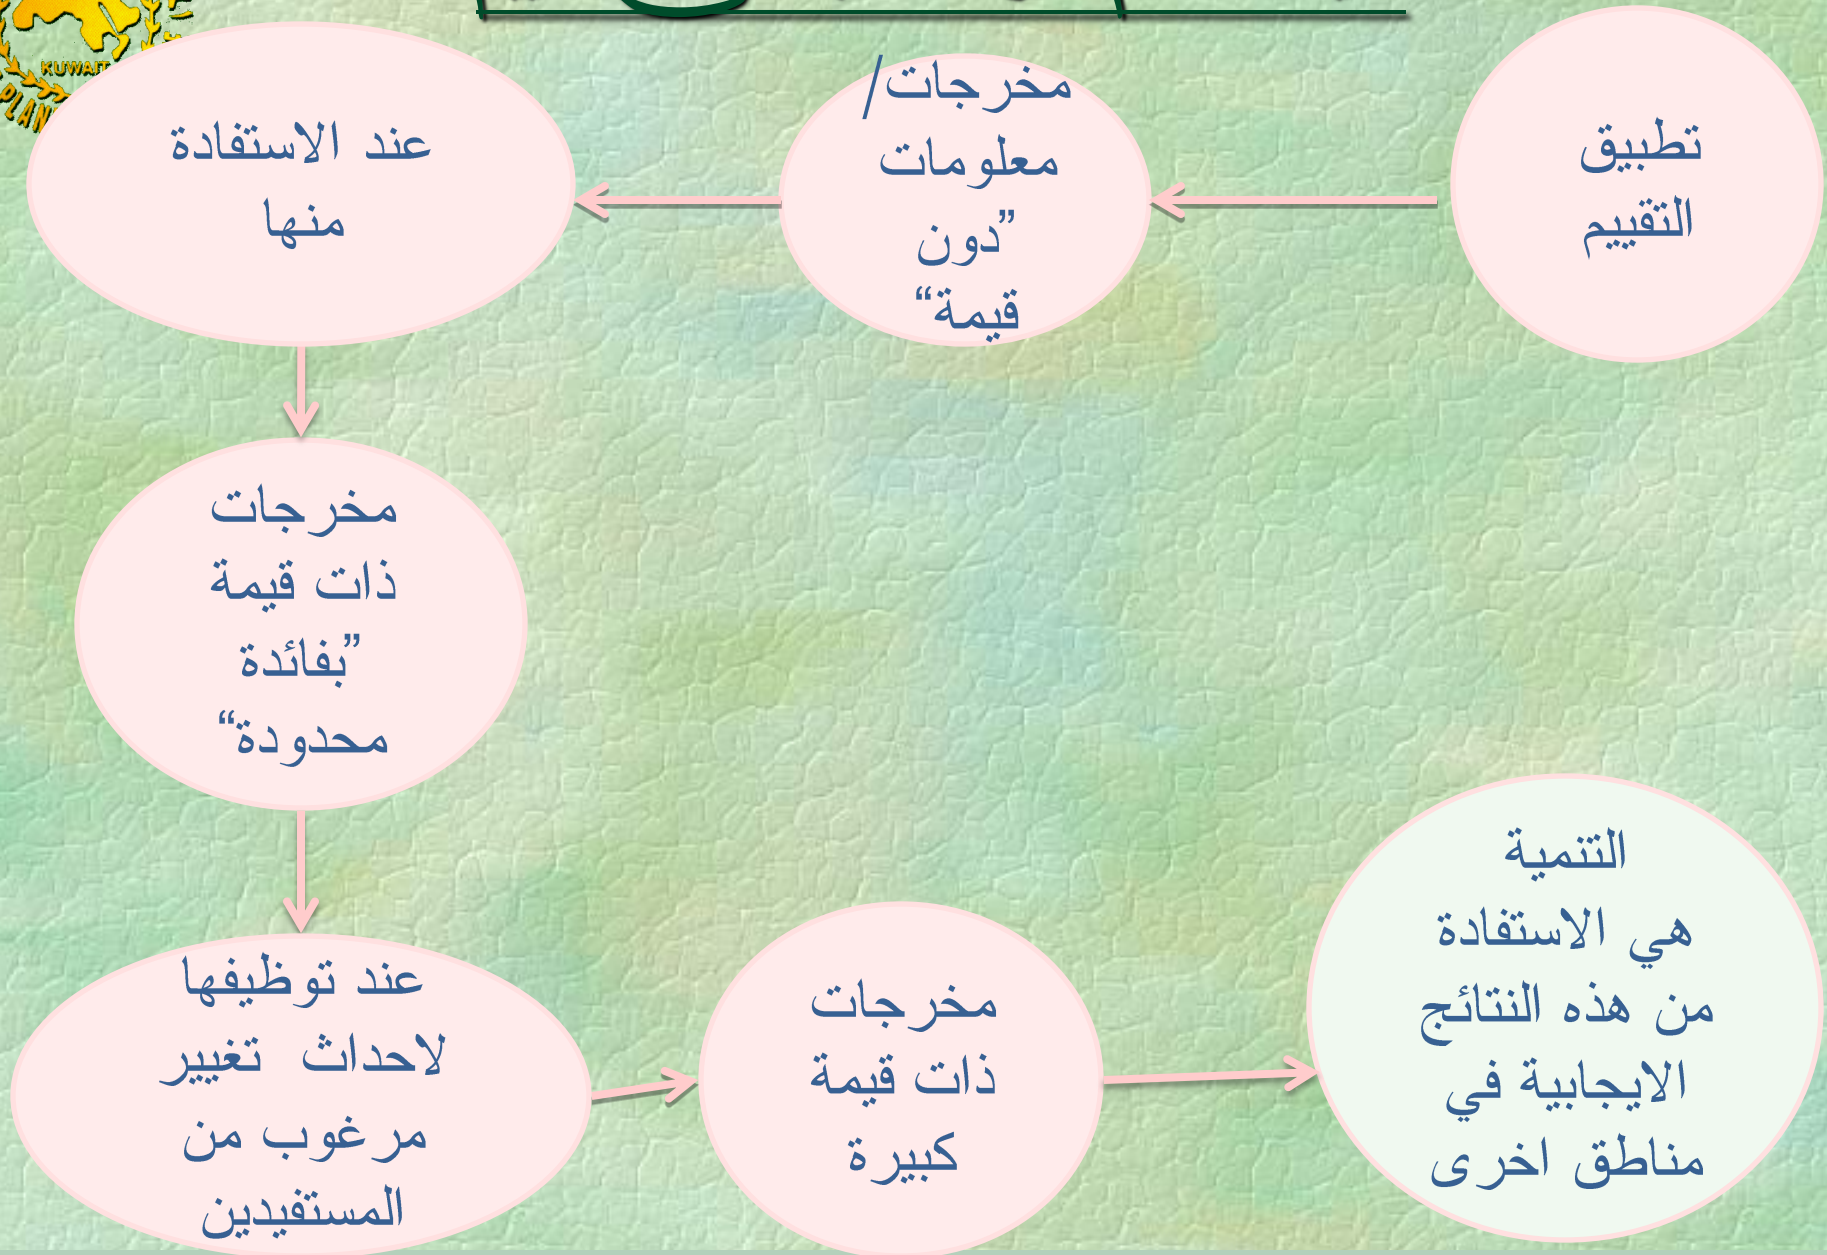 KUWAIT
تطبيق
التقييم
مخرجات/
معلومات
”دون
قيمة“
عند الاستفادة
منها
مخرجات
ذات قيمة
”بفائدة
محدودة“
عند توظيفها
لاحداث تغيير
مرغوب من
المستفيدين
مخرجات
ذات قيمة
كبيرة
التنمية
هي الاستفادة
من هذه النتائج
الايجابية في
مناطق اخرى